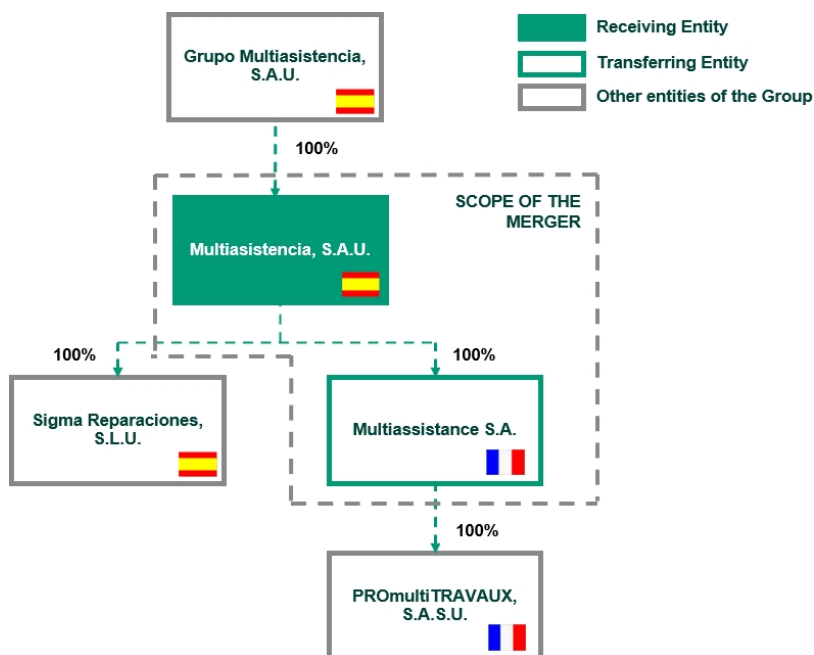 Grupo Multiasistencia,
S.A.U.
Receiving Entity
Transferring Entity
Other entities of the Group
100%
SCOPE OF THE
MERGER
Multiasistencia, S.A.U.
100%
100%
Sigma Reparaciones,
S.L.U.
Multiassistance S.A.
100%
PROmultiTRAVAUX,
S.A.S.U.